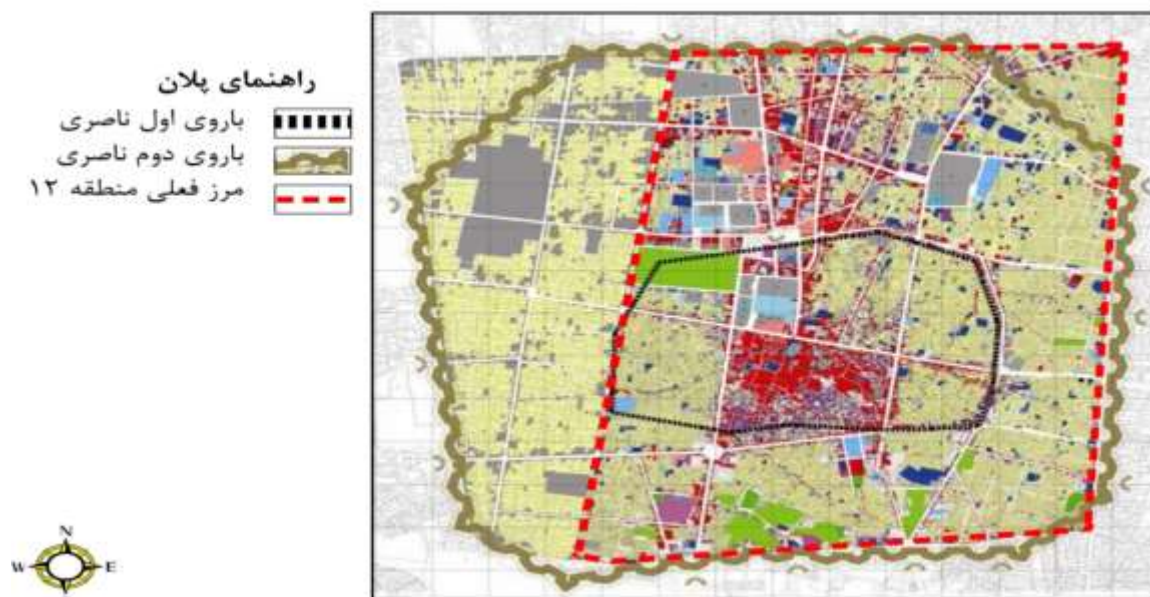 راهنمای پلان
باروی اول ناصری
باروی دوم ناصری
مرز فعلی منطقه ۱۲
N
W E
S